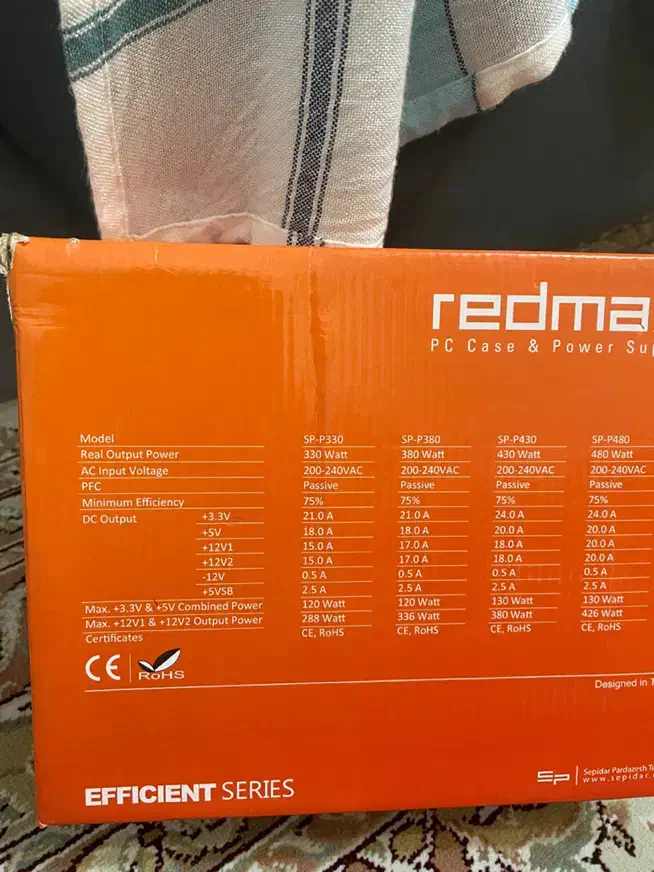 redma
PC Case & Power Su
Model SP-P330 SP-P380 SP-P430 SP-P480
Real Output Power 330 Watt 380 Watt 430 Watt 480 Watt
AC Input Voltage 200-240VAC 200-240VAC 200-240VAC 200-240VAC
PFC Passive Passive Passive Passive
Minimum Efficiency 75% 75% 75% 75%
DC Output +3.3V 21.0 A 21.0 A 24.0 A 24.0 A
+5V 18.0 A 18.0 A 20.0 A 20.0 A
+12V1 15.0 A 17.0 A 18.0 A 20.0 A
+12V2 15.0 A 17.0 A 18.0 A 20.0 A
-12V 0.5 A 0.5 A 0.5 A 0.5 A
+5VSB 2.5 A 2.5 A 2.5 A 2.5 A
Max. +3.3V & +5V Combined Power 120 Watt 120 Watt 130 Watt 130 Watt
Max. +12V1 & +12V2 Output Power 288 Watt 336 Watt 380 Watt 426 Watt
Certificates CE, RoHS CE, RoHS CE, RoHS CE, RoHS
CE RoHS
Designed in T
SP Sepidar Pardazesh Te
www.sepidar.
EFFICIENT SERIES